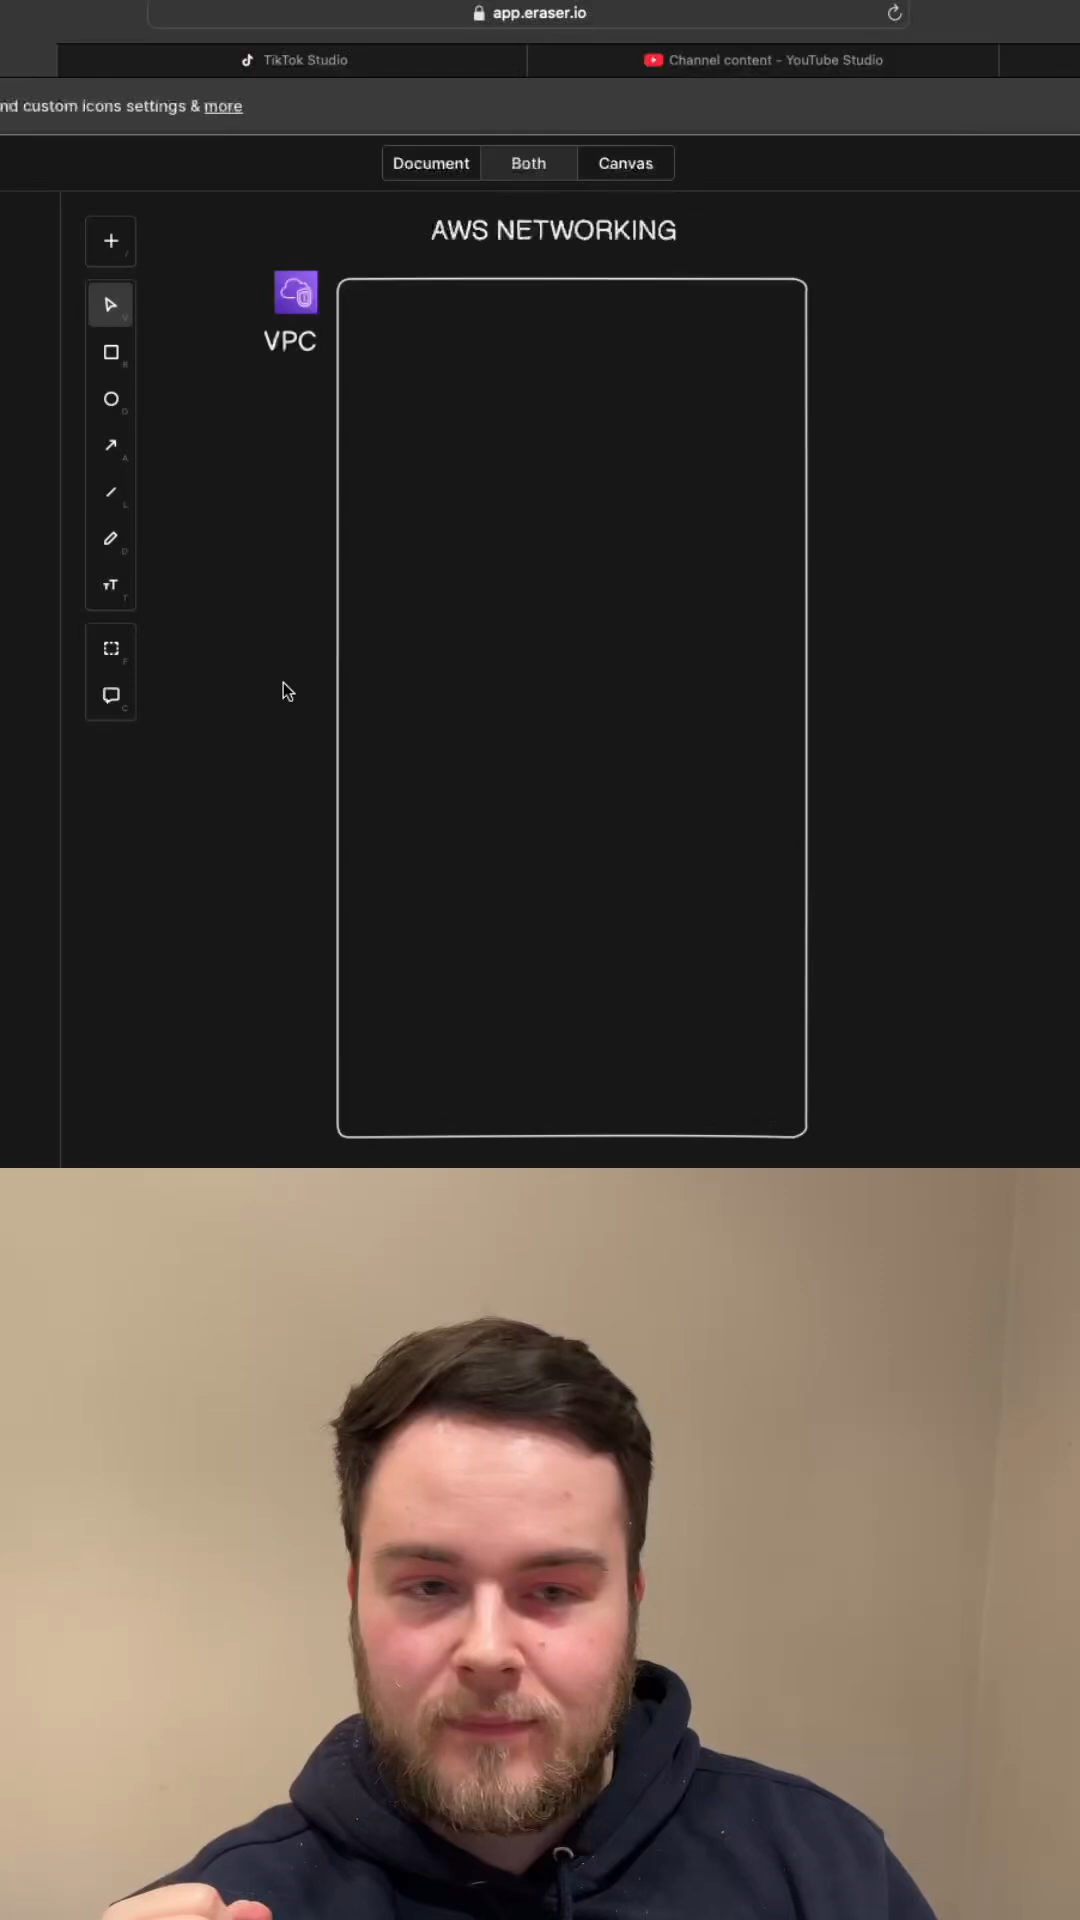 app.eraser.io
TikTok Studio
Channel content - YouTube Studio
nd custom icons settings & more
Document
Both
Canvas
AWS NETWORKING
VPC
V
R
O
A
L
D
T
F
C